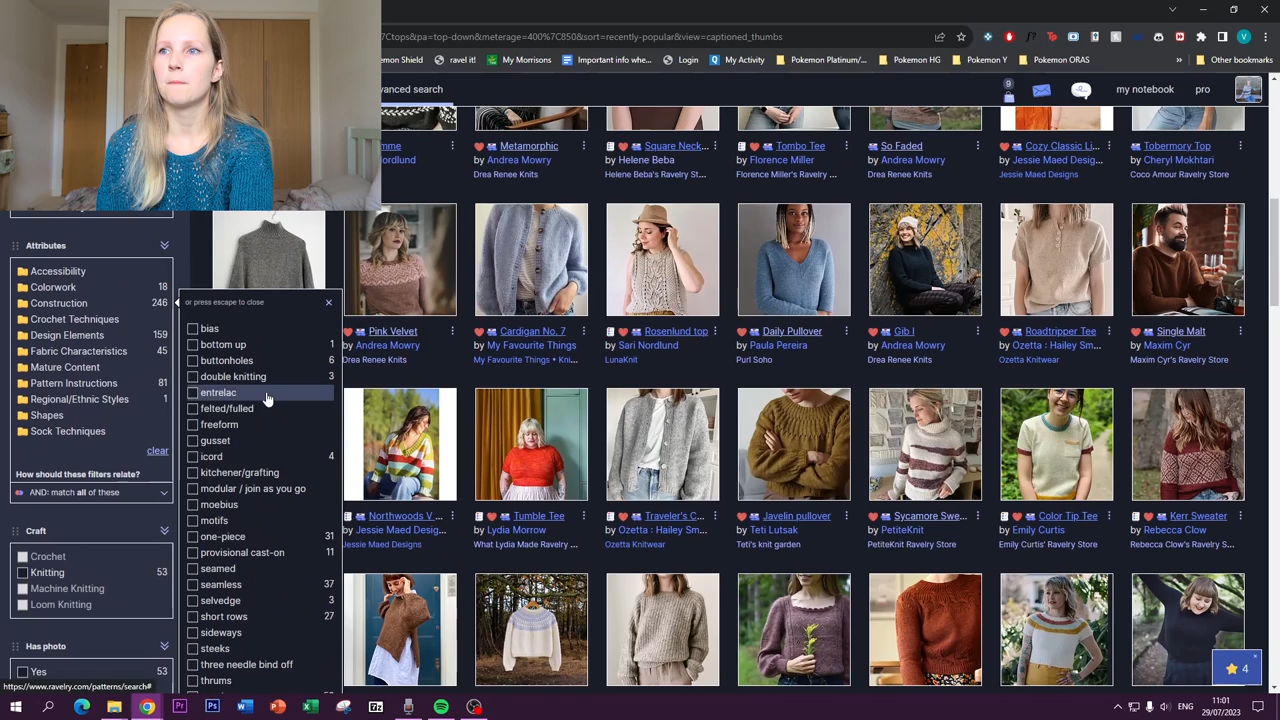 7Ctops&pa=top-down&meterage=400%7C850&sort=recently-popular&view=captioned_thumbs
Pokemon Shield
ravel it!
My Morrisons
Important info whe...
Login
My Activity
Pokemon Platinum/...
Pokemon HG
Pokemon Y
Pokemon ORAS
»
Other bookmarks
vanced search
9
my notebook
pro
Metamorphic
Square Neck...
Tombo Tee
So Faded
Cozy Classic Li...
Tobermory Top
by Andrea Mowry
by Helene Beba
by Florence Miller
by Andrea Mowry
by Jessie Maed Desig...
by Cheryl Mokhtari
Drea Renee Knits
Helene Beba's Ravelry St...
Florence Miller's Ravelry ...
Drea Renee Knits
Jessie Maed Designs
Coco Amour Ravelry Store
Attributes
Accessibility
Colorwork 18
Construction 246
Crochet Techniques
Design Elements 159
Fabric Characteristics 45
Mature Content
Pattern Instructions 81
Regional/Ethnic Styles 1
Shapes
Sock Techniques
clear
How should these filters relate?
AND: match all of these
Craft
Crochet
Knitting 53
Machine Knitting
Loom Knitting
Has photo
Yes 53
https://www.ravelry.com/patterns/search#
or press escape to close
bias
bottom up 1
buttonholes 6
double knitting 3
entrelac
felted/fulled
freeform
gusset
icord 4
kitchener/grafting
modular / join as you go
moebius
motifs
one-piece 31
provisional cast-on 11
seamed
seamless 37
selvedge 3
short rows 27
sideways
steeks
three needle bind off
thrums
Pink Velvet
Cardigan No. 7
Rosenlund top
Daily Pullover
Gib I
Roadtripper Tee
Single Malt
by Andrea Mowry
by My Favourite Things
by Sari Nordlund
by Paula Pereira
by Andrea Mowry
by Ozetta : Hailey Sm...
by Maxim Cyr
Drea Renee Knits
My Favourite Things • Kni...
LunaKnit
Purl Soho
Drea Renee Knits
Ozetta Knitwear
Maxim Cyr's Ravelry Store
Northwoods V ...
Tumble Tee
Traveler's C...
Javelin pullover
Sycamore Swe...
Color Tip Tee
Kerr Sweater
by Jessie Maed Desig...
by Lydia Morrow
by Ozetta : Hailey Sm...
by Teti Lutsak
by PetiteKnit
by Emily Curtis
by Rebecca Clow
Jessie Maed Designs
What Lydia Made Ravelry ...
Ozetta Knitwear
Teti's knit garden
PetiteKnit Ravelry Store
Emily Curtis' Ravelry Store
Rebecca Clow's Ravelry S...
4
11:01
29/07/2023